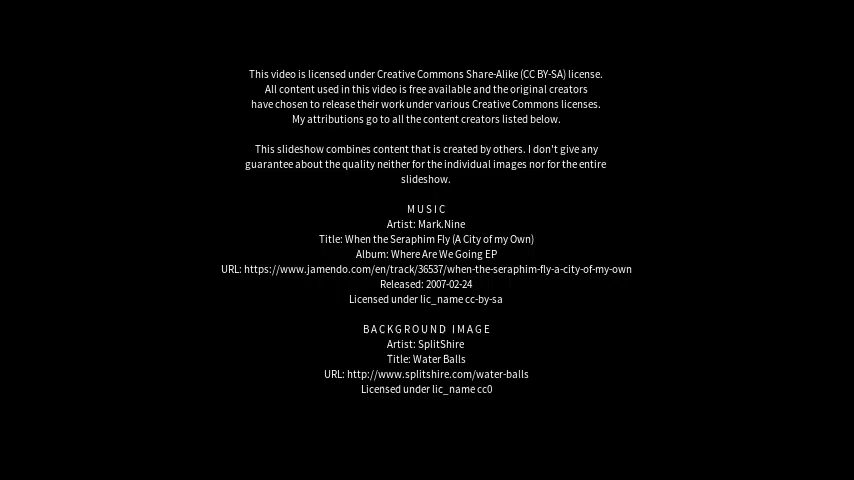 This video is licensed under Creative Commons Share-Alike (CC BY-SA) license.
All content used in this video is free available and the original creators
have chosen to release their work under various Creative Commons licenses.
My attributions go to all the content creators listed below.
This slideshow combines content that is created by others. I don't give any
guarantee about the quality neither for the individual images nor for the entire
slideshow.
MUSIC
Artist: Mark.Nine
Title: When the Seraphim Fly (A City of my Own)
Album: Where Are We Going EP
URL: https://www.jamendo.com/en/track/36537/when-the-seraphim-fly-a-city-of-my-own
Released: 2007-02-24
Licensed under lic_name cc-by-sa
BACKGROUND IMAGE
Artist: SplitShire
Title: Water Balls
URL: http://www.splitshire.com/water-balls
Licensed under lic_name cc0